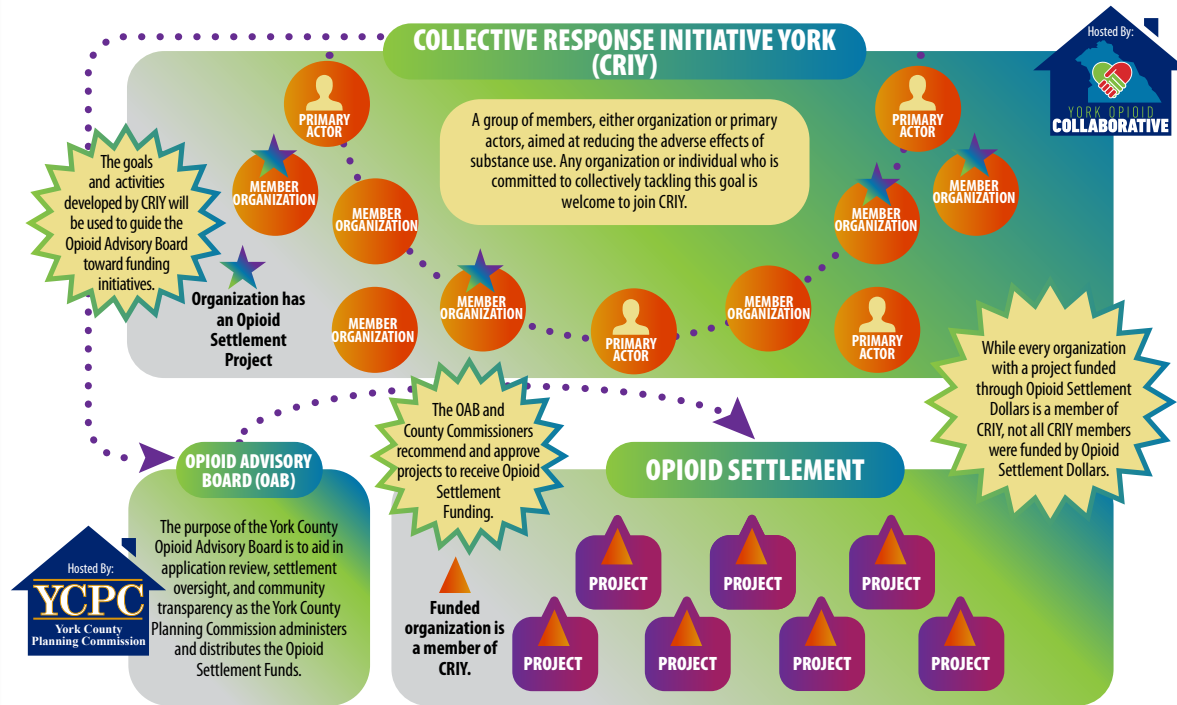 COLLECTIVE RESPONSE INITIATIVE YORK
(CRIY)
Hosted By:
YORK OPIOID
COLLABORATIVE
PRIMARY
ACTOR
A group of members, either organization or primary
actors, aimed at reducing the adverse effects of
substance use. Any organization or individual who is
committed to collectively tackling this goal is
welcome to join CRIY.
PRIMARY
ACTOR
The goals
and activities
developed by CRIY will
be used to guide the
Opioid Advisory Board
toward funding
initiatives.
MEMBER
ORGANIZATION
MEMBER
ORGANIZATION
MEMBER
ORGANIZATION
MEMBER
ORGANIZATION
Organization has
an Opioid
Settlement
Project
MEMBER
ORGANIZATION
MEMBER
ORGANIZATION
PRIMARY
ACTOR
MEMBER
ORGANIZATION
PRIMARY
ACTOR
While every organization
with a project funded
through Opioid Settlement
Dollars is a member of
CRIY, not all CRIY members
were funded by Opioid
Settlement Dollars.
The OAB and
County Commissioners
recommend and approve
projects to receive Opioid
Settlement
Funding.
OPIOID ADVISORY
BOARD (OAB)
The purpose of the York County
Opioid Advisory Board is to aid in
application review, settlement
oversight, and community
transparency as the York County
Planning Commission administers
and distributes the Opioid
Settlement Funds.
Hosted By:
YCPC
York County
Planning Commission
OPIOID SETTLEMENT
Funded
organization is
a member of
CRIY.
PROJECT
PROJECT
PROJECT
PROJECT
PROJECT
PROJECT
PROJECT